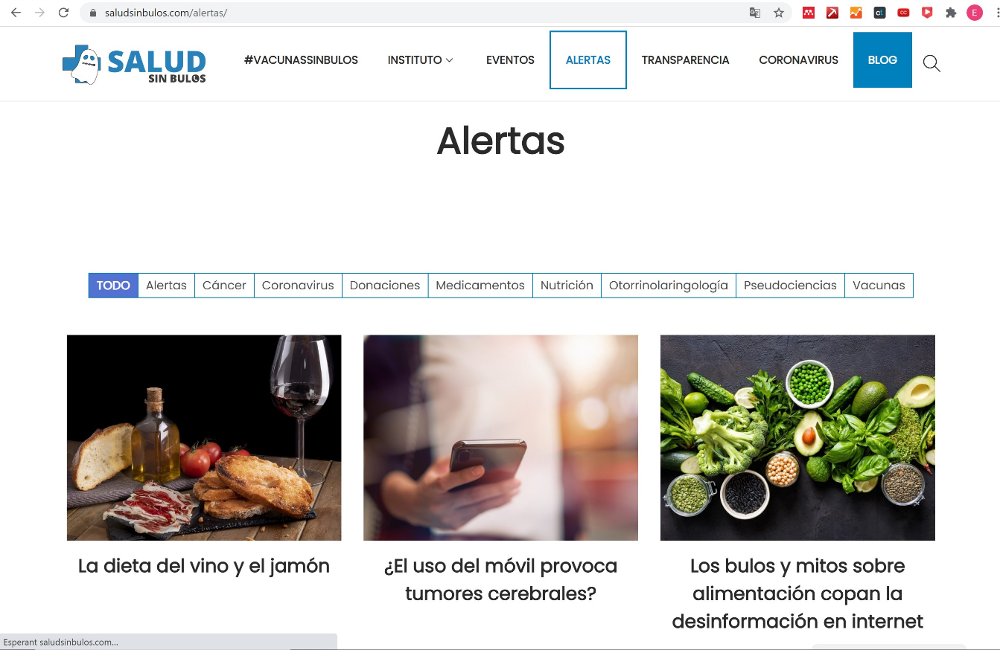 saludsinbulos.com/alertas/
E
SALUD
SIN BULOS
#VACUNASSINBULOS INSTITUTO EVENTOS ALERTAS TRANSPARENCIA CORONAVIRUS BLOG
Alertas
TODO Alertas Cáncer Coronavirus Donaciones Medicamentos Nutrición Otorrinolaringología Pseudociencias Vacunas
La dieta del vino y el jamón
¿El uso del móvil provoca
tumores cerebrales?
Los bulos y mitos sobre
alimentación copan la
desinformación en internet
Esperant saludsinbulos.com...